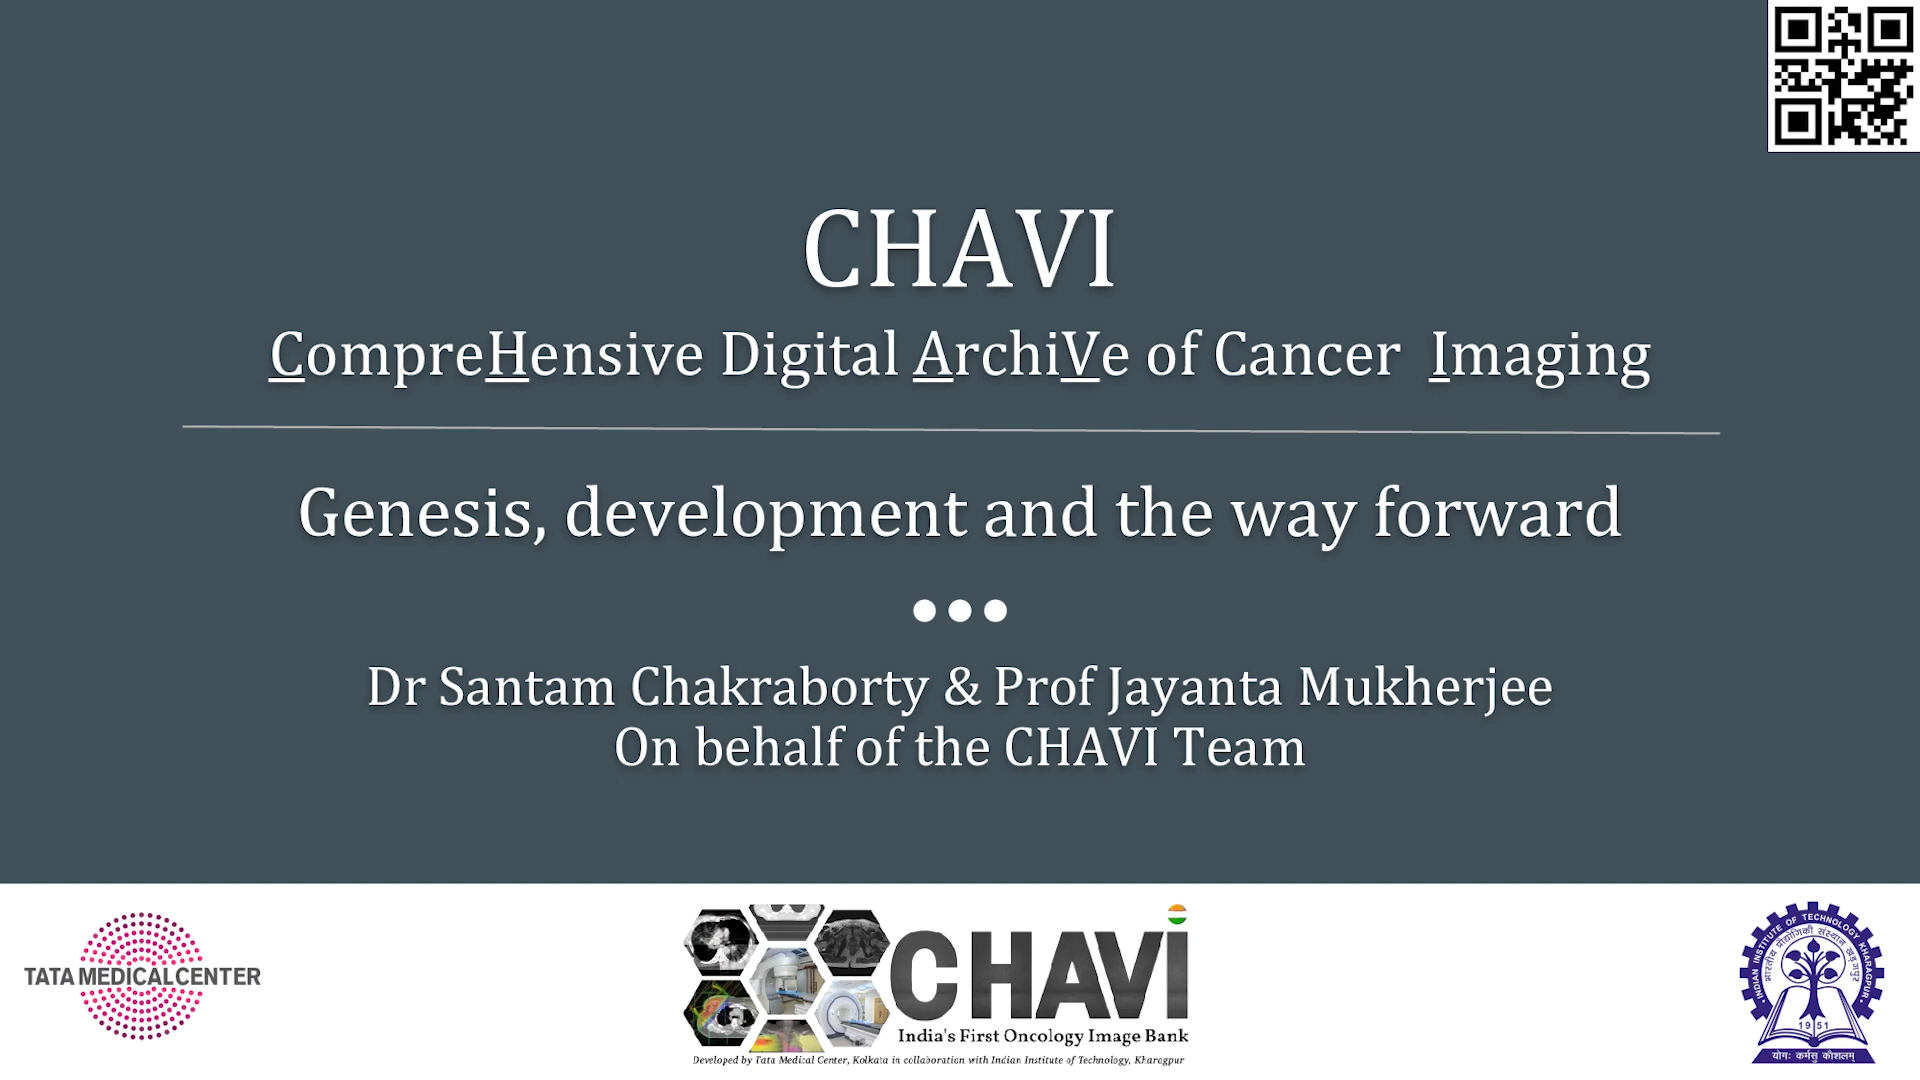 CHAVI
CompreHensive Digital ArchiVe of Cancer Imaging
Genesis, development and the way forward
Dr Santam Chakraborty & Prof Jayanta Mukherjee
On behalf of the CHAVI Team
TATA MEDICAL CENTER
CHAVI
India's First Oncology Image Bank
Developed by Tata Medical Center, Kolkata in collaboration with Indian Institute of Technology, Kharagpur
INDIAN INSTITUTE OF TECHNOLOGY KHARAGPUR
भारतीय प्रौद्योगिकी संस्थान खड़गपुर
1951
योगः कर्मसु कौशलम्